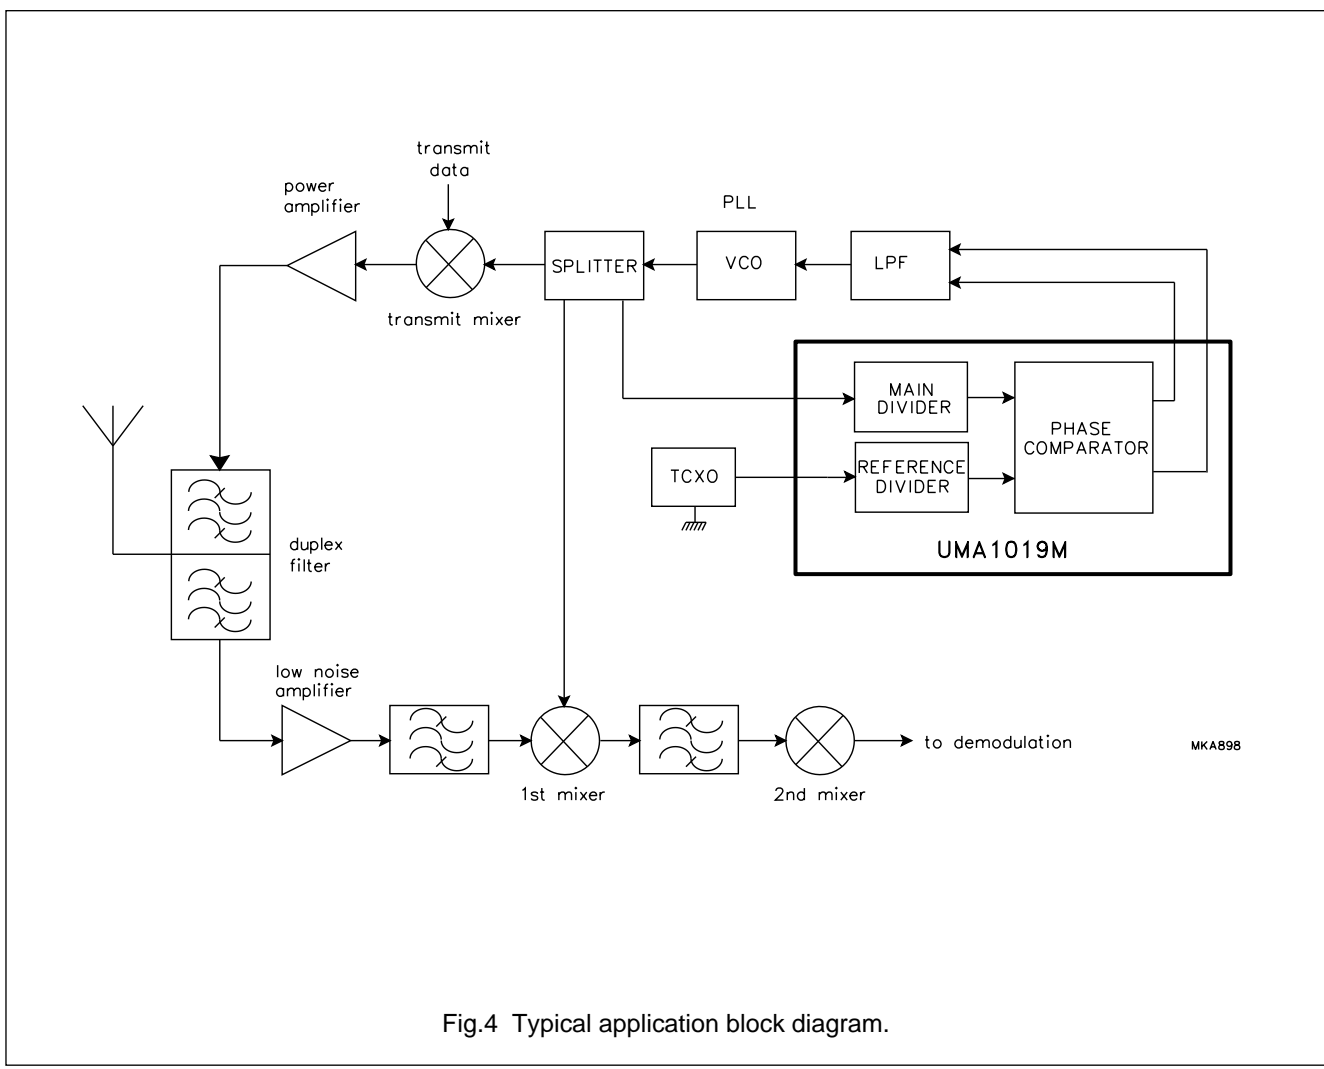 transmit
data
power
amplifier
PLL
SPLITTER
VCO
LPF
transmit mixer
MAIN
DIVIDER
PHASE
COMPARATOR
TCXO
REFERENCE
DIVIDER
UMA1019M
duplex
filter
low noise
amplifier
to demodulation
MKA898
1st mixer
2nd mixer
Fig.4 Typical application block diagram.